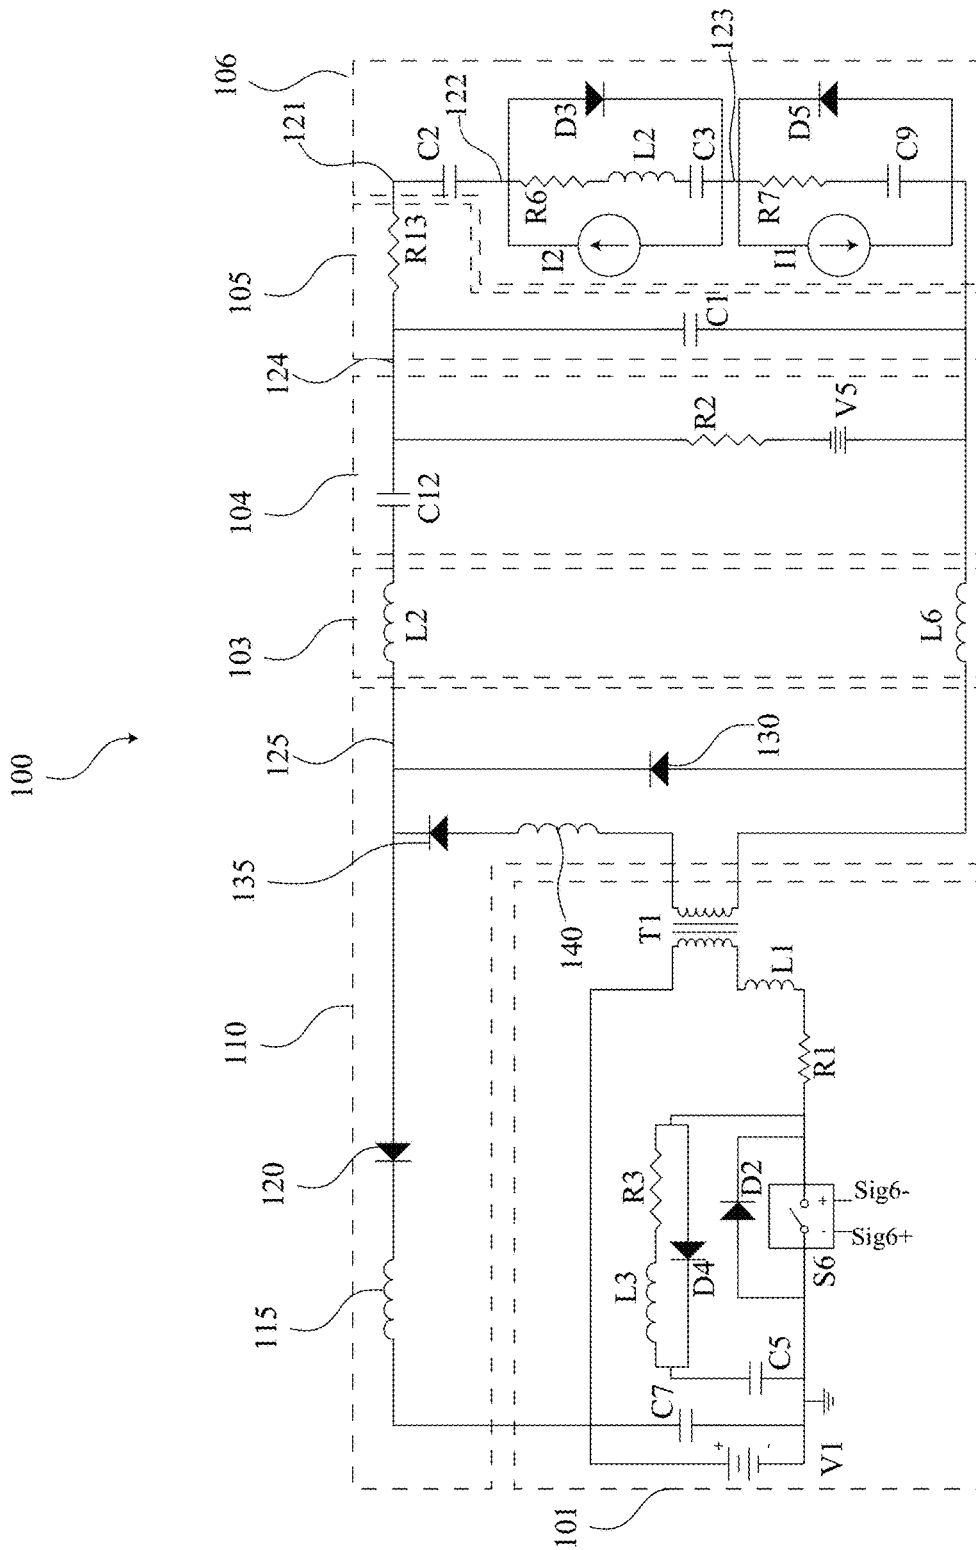 100
101
V1
C7
C5
L3
R3
D4
D2
S6
Sig6+
Sig6-
R1
L1
T1
110
115
120
135
140
125
130
103
L2
L6
104
C12
R2
V5
124
105
R13
C1
106
121
C2
122
D3
R6
L2
C3
I2
123
D5
R7
C9
I1
+
-
-
+